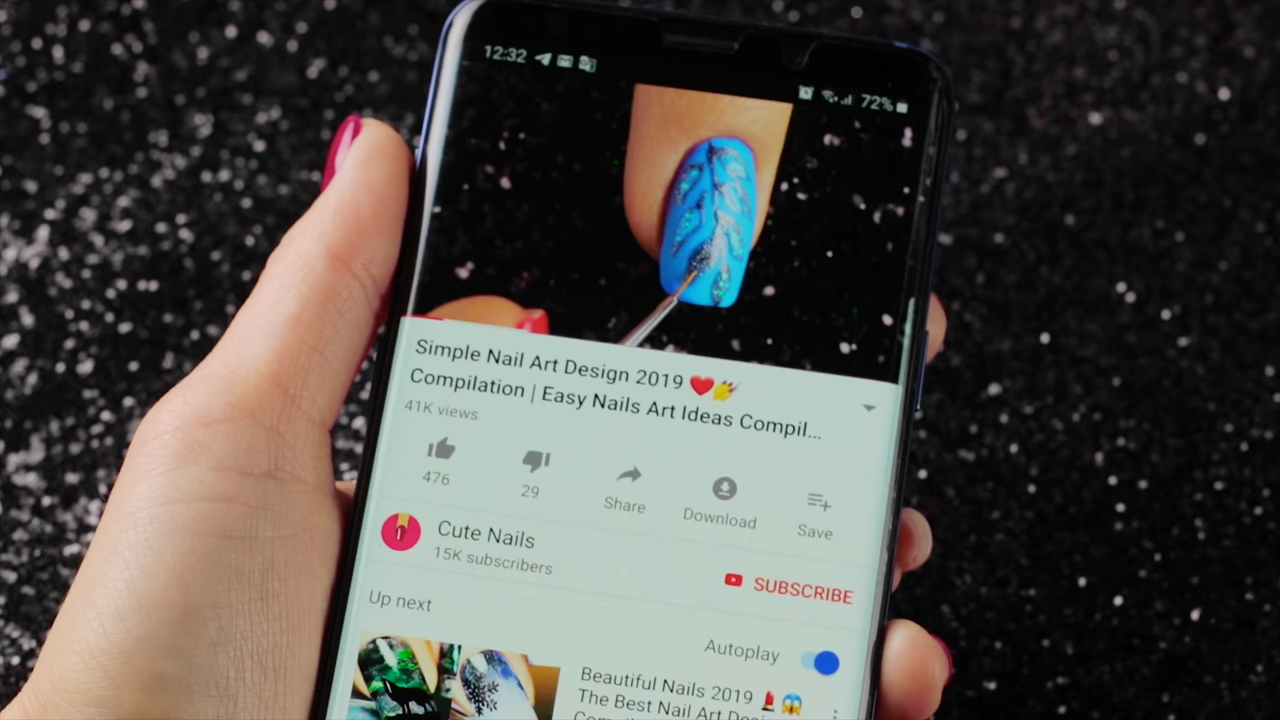 12:32
72%
Simple Nail Art Design 2019 ❤️💅
Compilation | Easy Nails Art Ideas Compil...
41K views
476
29
Share
Download
Save
Cute Nails
15K subscribers
SUBSCRIBE
Up next
Autoplay
Beautiful Nails 2019 💄😱
The Best Nail Art Desi